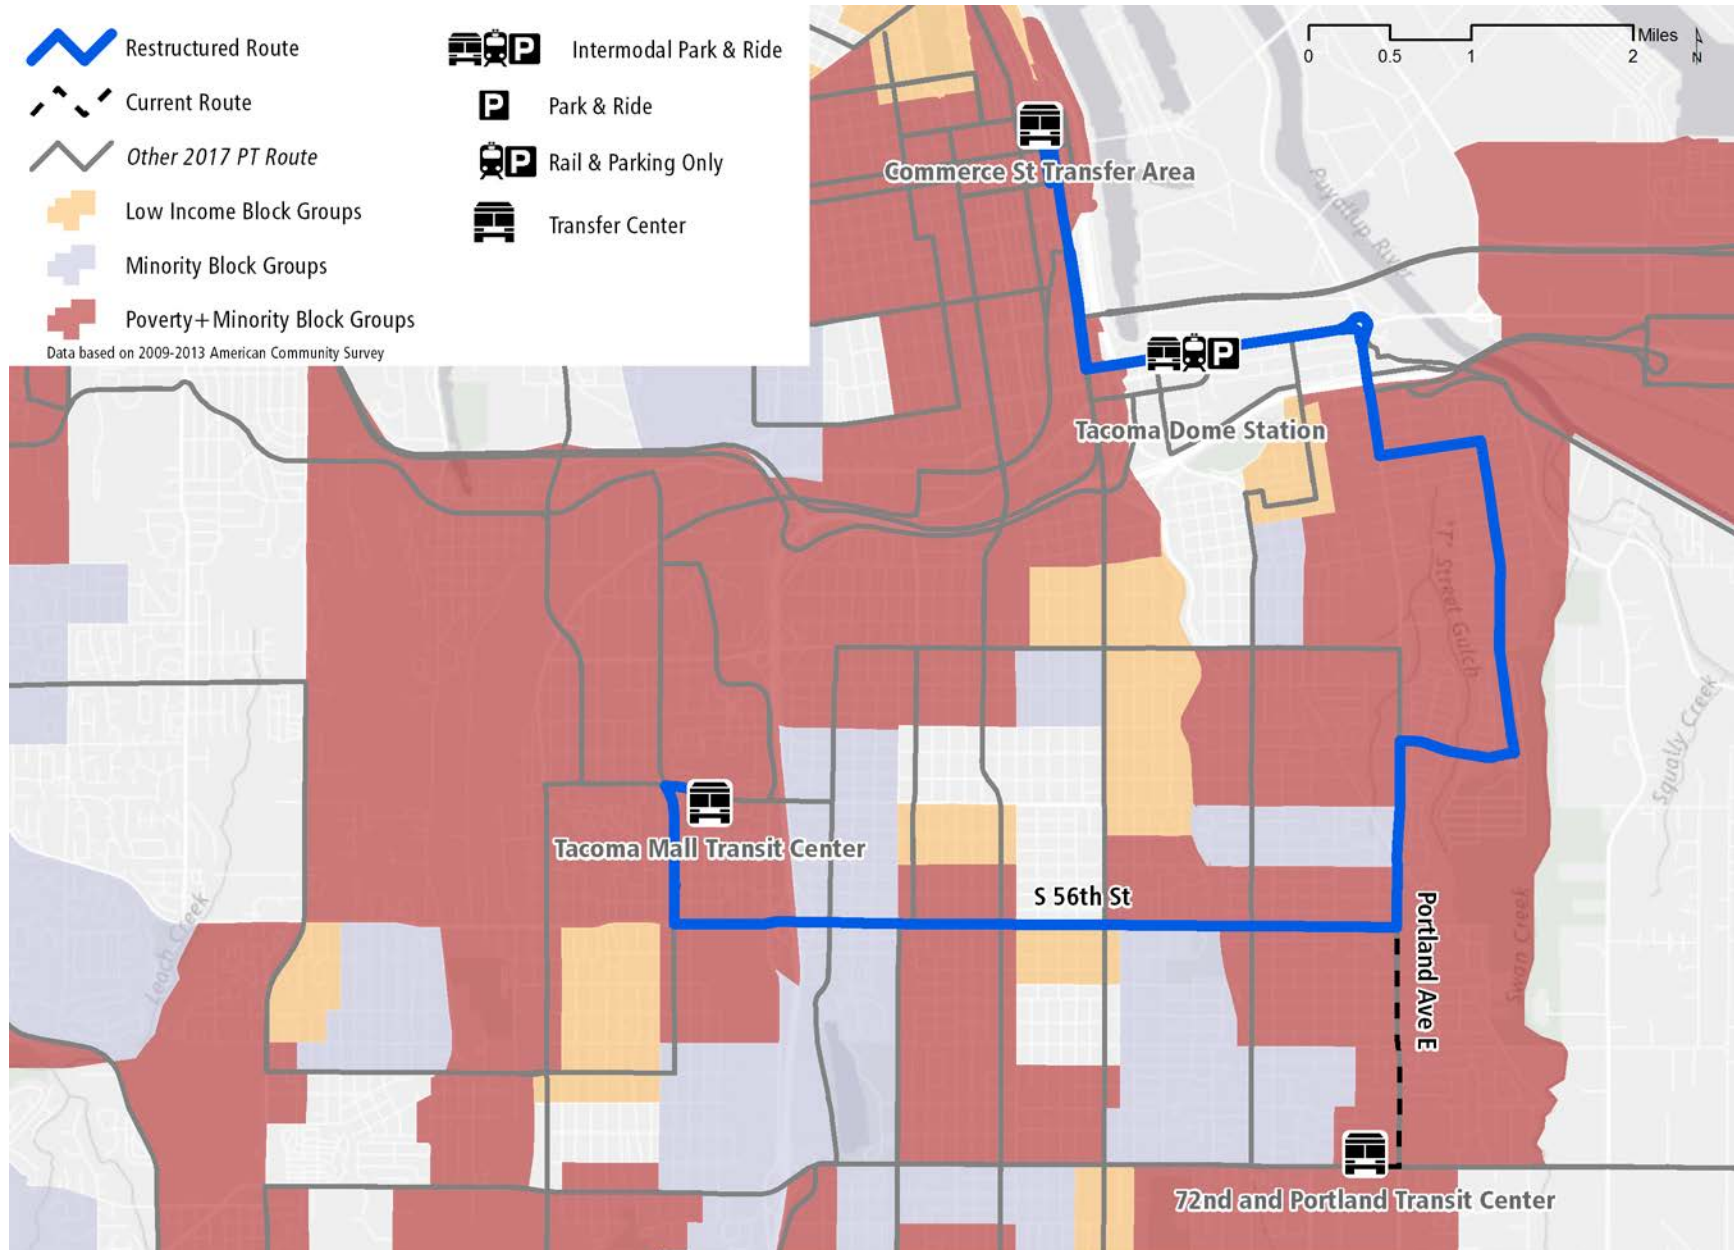 Restructured Route
Current Route
Other 2017 PT Route
Low Income Block Groups
Minority Block Groups
Poverty+Minority Block Groups
Data based on 2009-2013 American Community Survey
P Intermodal Park & Ride
P Park & Ride
P Rail & Parking Only
Transfer Center
Miles
0 0.5 1 2 N
Commerce St Transfer Area
Puyallup River
P
Tacoma Dome Station
"T" Street Gulch
Squally Creek
Tacoma Mall Transit Center
S 56th St
Portland Ave E
Swan Creek
Leach Creek
72nd and Portland Transit Center